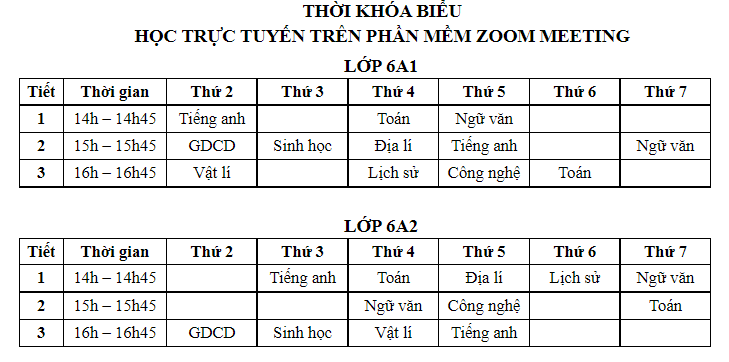 THỜI KHÓA BIỂU
HỌC TRỰC TUYẾN TRÊN PHẦN MỀM ZOOM MEETING
LỚP 6A1
Tiết Thời gian Thứ 2 Thứ 3 Thứ 4 Thứ 5 Thứ 6 Thứ 7
1 14h – 14h45 Tiếng anh Toán Ngữ văn
2 15h – 15h45 GDCD Sinh học Địa lí Tiếng anh Ngữ văn
3 16h – 16h45 Vật lí Lịch sử Công nghệ Toán
LỚP 6A2
Tiết Thời gian Thứ 2 Thứ 3 Thứ 4 Thứ 5 Thứ 6 Thứ 7
1 14h – 14h45 Tiếng anh Toán Địa lí Lịch sử Ngữ văn
2 15h – 15h45 Ngữ văn Công nghệ Toán
3 16h – 16h45 GDCD Sinh học Vật lí Tiếng anh